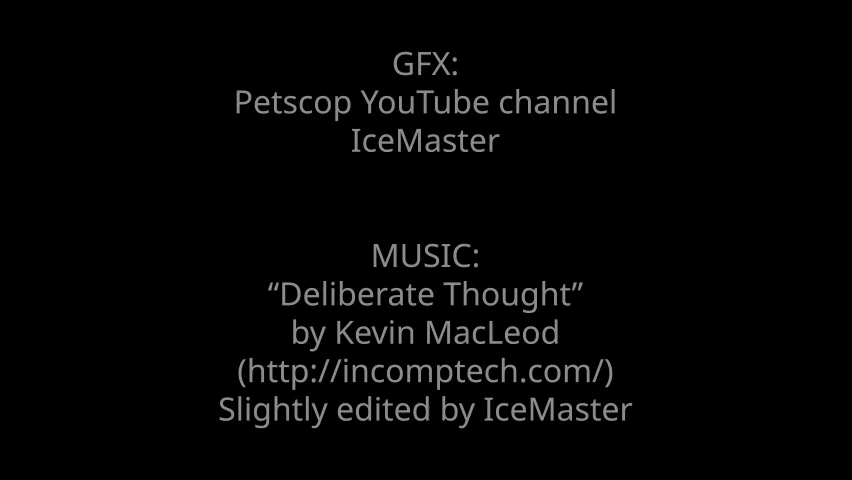 GFX:
Petscop YouTube channel
IceMaster
MUSIC:
“Deliberate Thought”
by Kevin MacLeod
(http://incomptech.com/)
Slightly edited by IceMaster